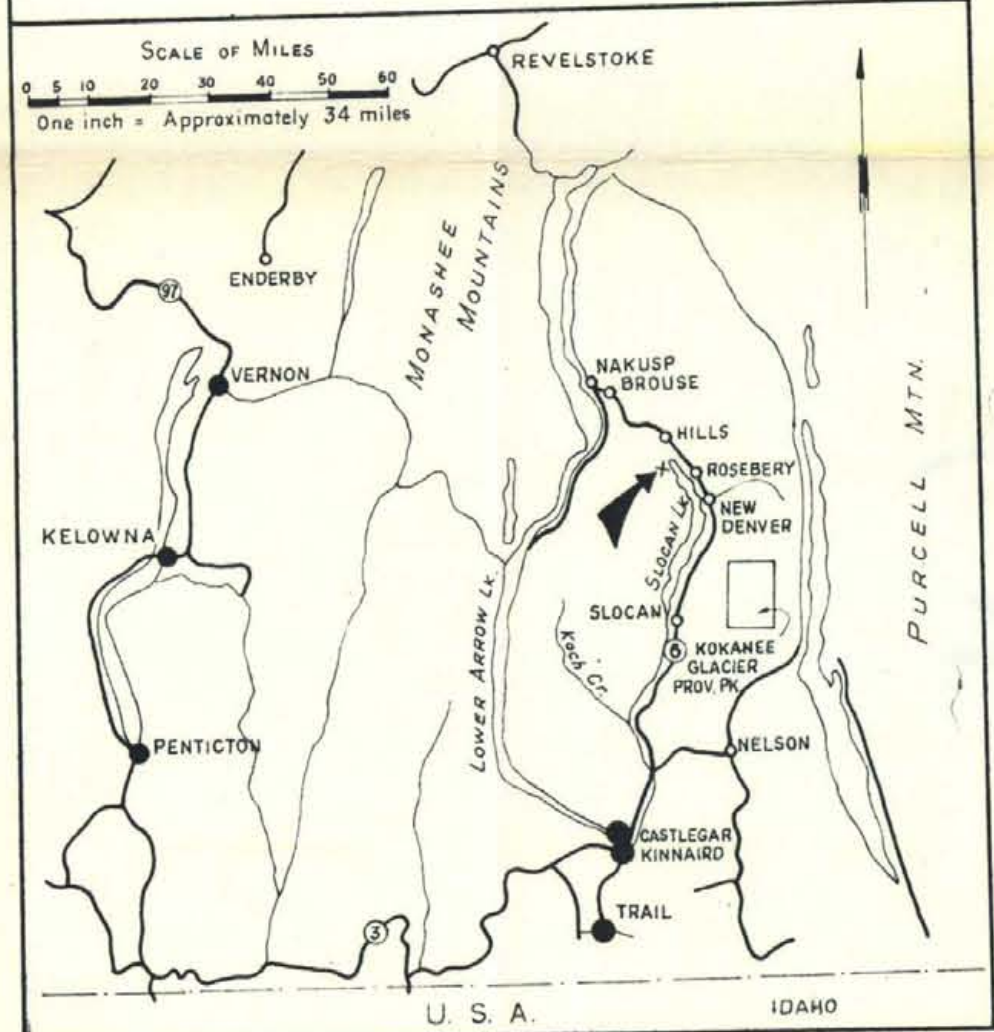 SCALE OF MILES
0 5 10 20 30 40 50 60
One inch = Approximately 34 miles
REVELSTOKE
MONASHEE
MOUNTAINS
ENDERBY
97
VERNON
NAKUSP
BROUSE
HILLS
ROSEBERY
NEW
DENVER
PURCELL MTN.
KELOWNA
SLOCAN LK.
LOWER ARROW LK.
SLOCAN
Koch Cr.
6
KOKANEE
GLACIER
PROV. PK.
PENTICTON
NELSON
CASTLEGAR
KINNAIRD
TRAIL
3
U. S. A.
IDAHO